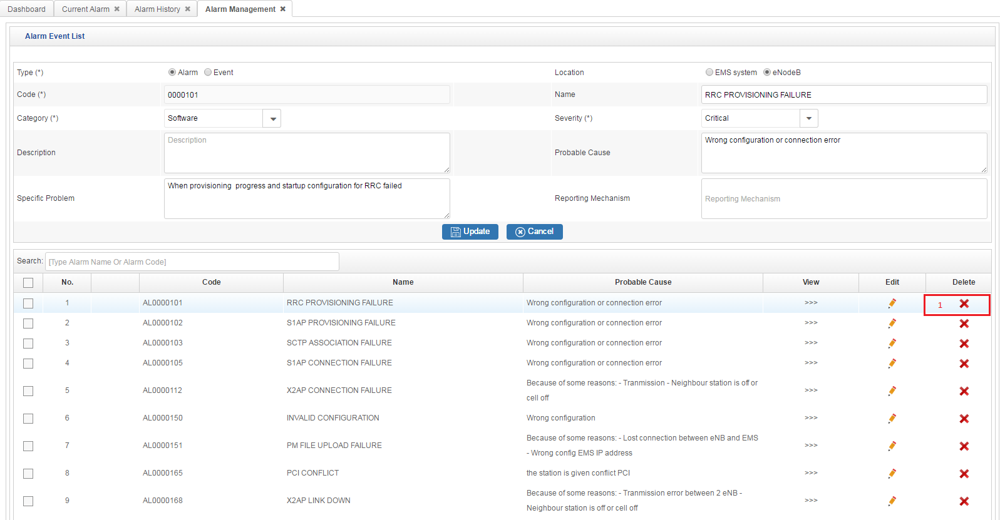 Dashboard Current Alarm ✖ Alarm History ✖ Alarm Management ✖
Alarm Event List
Type (*) Alarm Event Location EMS system eNodeB
Code (*) 0000101 Name RRC PROVISIONING FAILURE
Category (*) Software Severity (*) Critical
Description Description Probable Cause Wrong configuration or connection error
Specific Problem When provisioning  progress and startup configuration for RRC failed Reporting Mechanism Reporting Mechanism
Update Cancel
Search: [Type Alarm Name Or Alarm Code]
No. Code Name Probable Cause View Edit Delete
1 AL0000101 RRC PROVISIONING FAILURE Wrong configuration or connection error >>> 1
2 AL0000102 S1AP PROVISIONING FAILURE Wrong configuration or connection error >>>
3 AL0000103 SCTP ASSOCIATION FAILURE Wrong configuration or connection error >>>
4 AL0000105 S1AP CONNECTION FAILURE Wrong configuration or connection error >>>
5 AL0000112 X2AP CONNECTION FAILURE Because of some reasons: - Tranmission - Neighbour station is off or
cell off >>>
6 AL0000150 INVALID CONFIGURATION Wrong configuration >>>
7 AL0000151 PM FILE UPLOAD FAILURE Because of some reasons: - Lost connection between eNB and EMS
- Wrong config EMS IP address >>>
8 AL0000165 PCI CONFLICT the station is given conflict PCI >>>
9 AL0000168 X2AP LINK DOWN Because of some reasons: - Tranmission error between 2 eNB -
Neighbour station is off or cell off >>>